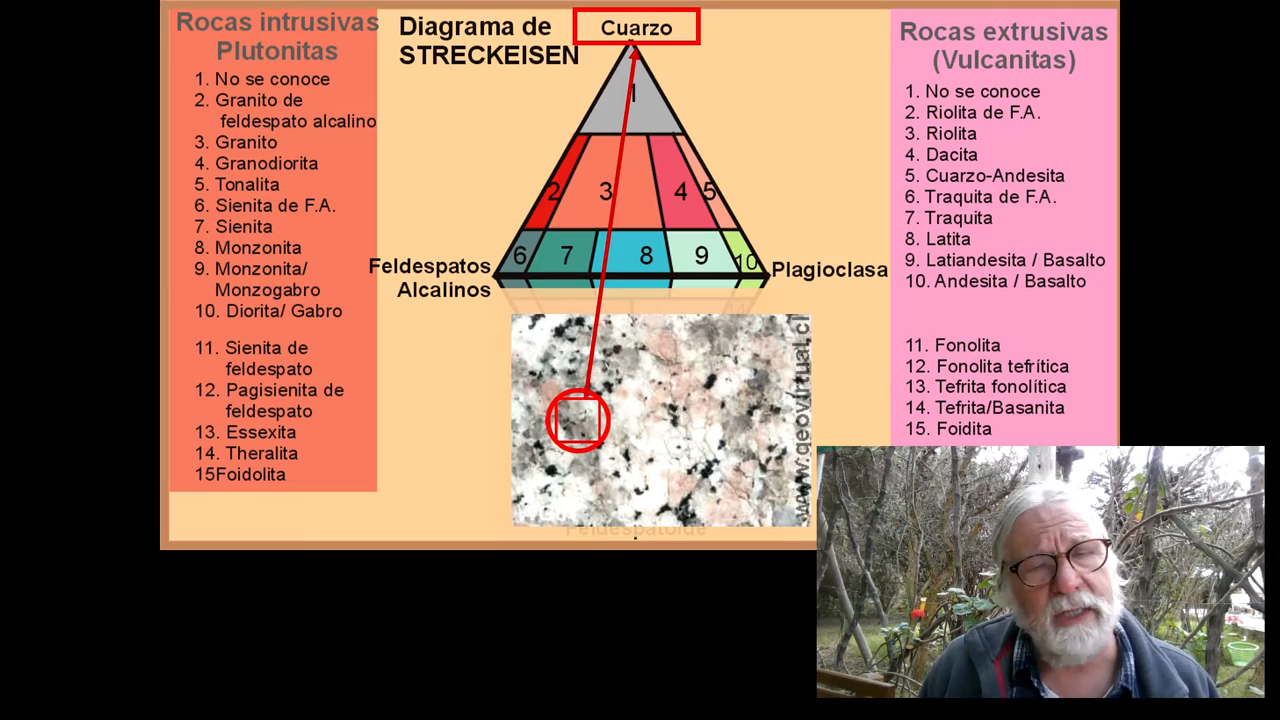 Rocas intrusivas
Plutonitas
1. No se conoce
2. Granito de
feldespato alcalino
3. Granito
4. Granodiorita
5. Tonalita
6. Sienita de F.A.
7. Sienita
8. Monzonita
9. Monzonita/
Monzogabro
10. Diorita/ Gabro
11. Sienita de
feldespato
12. Pagisienita de
feldespato
13. Essexita
14. Theralita
15Foidolita
Diagrama de
STRECKEISEN
Cuarzo
1
2
3
4
5
6
7
8
9
10
Feldespatos
Alcalinos
Plagioclasa
11
www.geovirtual.cl
Feldespatoide
Rocas extrusivas
(Vulcanitas)
1. No se conoce
2. Riolita de F.A.
3. Riolita
4. Dacita
5. Cuarzo-Andesita
6. Traquita de F.A.
7. Traquita
8. Latita
9. Latiandesita / Basalto
10. Andesita / Basalto
11. Fonolita
12. Fonolita tefrítica
13. Tefrita fonolítica
14. Tefrita/Basanita
15. Foidita